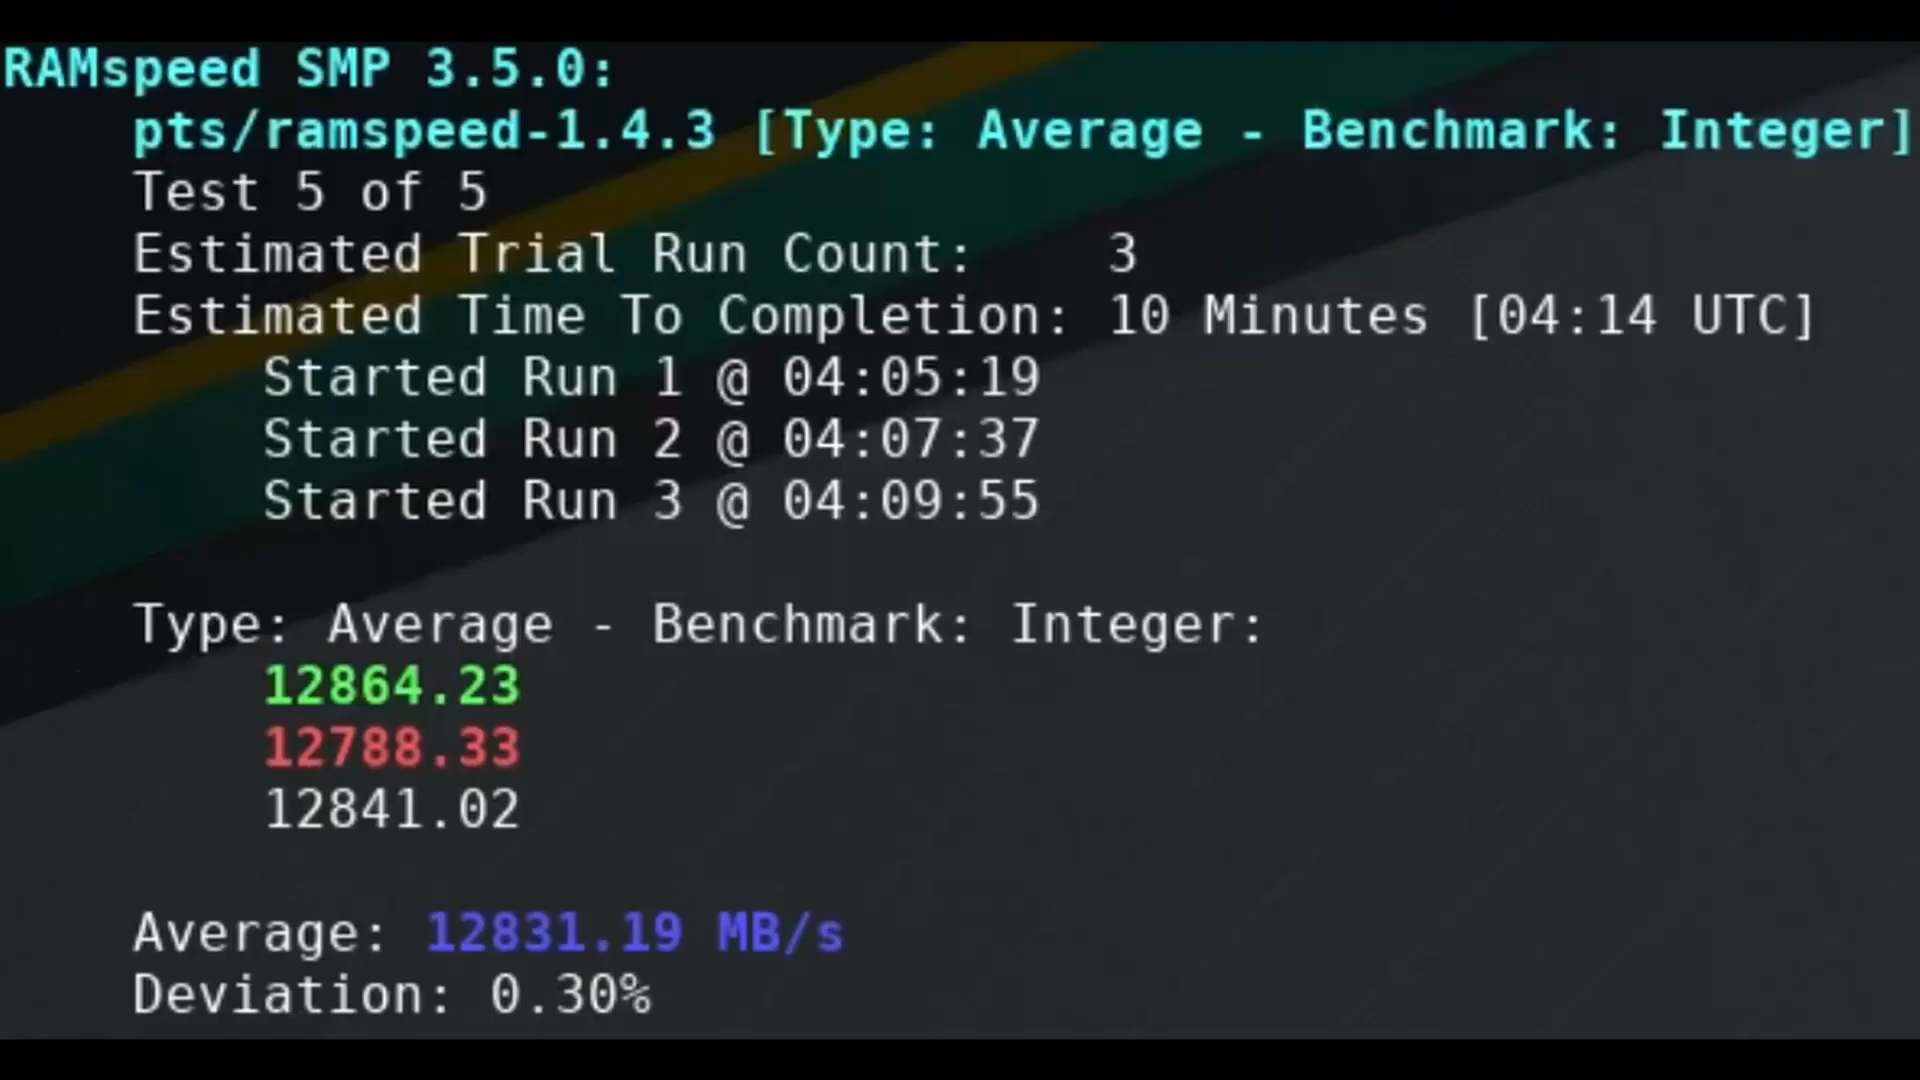 RAMspeed SMP 3.5.0:
pts/ramspeed-1.4.3 [Type: Average - Benchmark: Integer]
Test 5 of 5
Estimated Trial Run Count:    3
Estimated Time To Completion: 10 Minutes [04:14 UTC]
Started Run 1 @ 04:05:19
Started Run 2 @ 04:07:37
Started Run 3 @ 04:09:55
Type: Average - Benchmark: Integer:
12864.23
12788.33
12841.02
Average: 12831.19 MB/s
Deviation: 0.30%